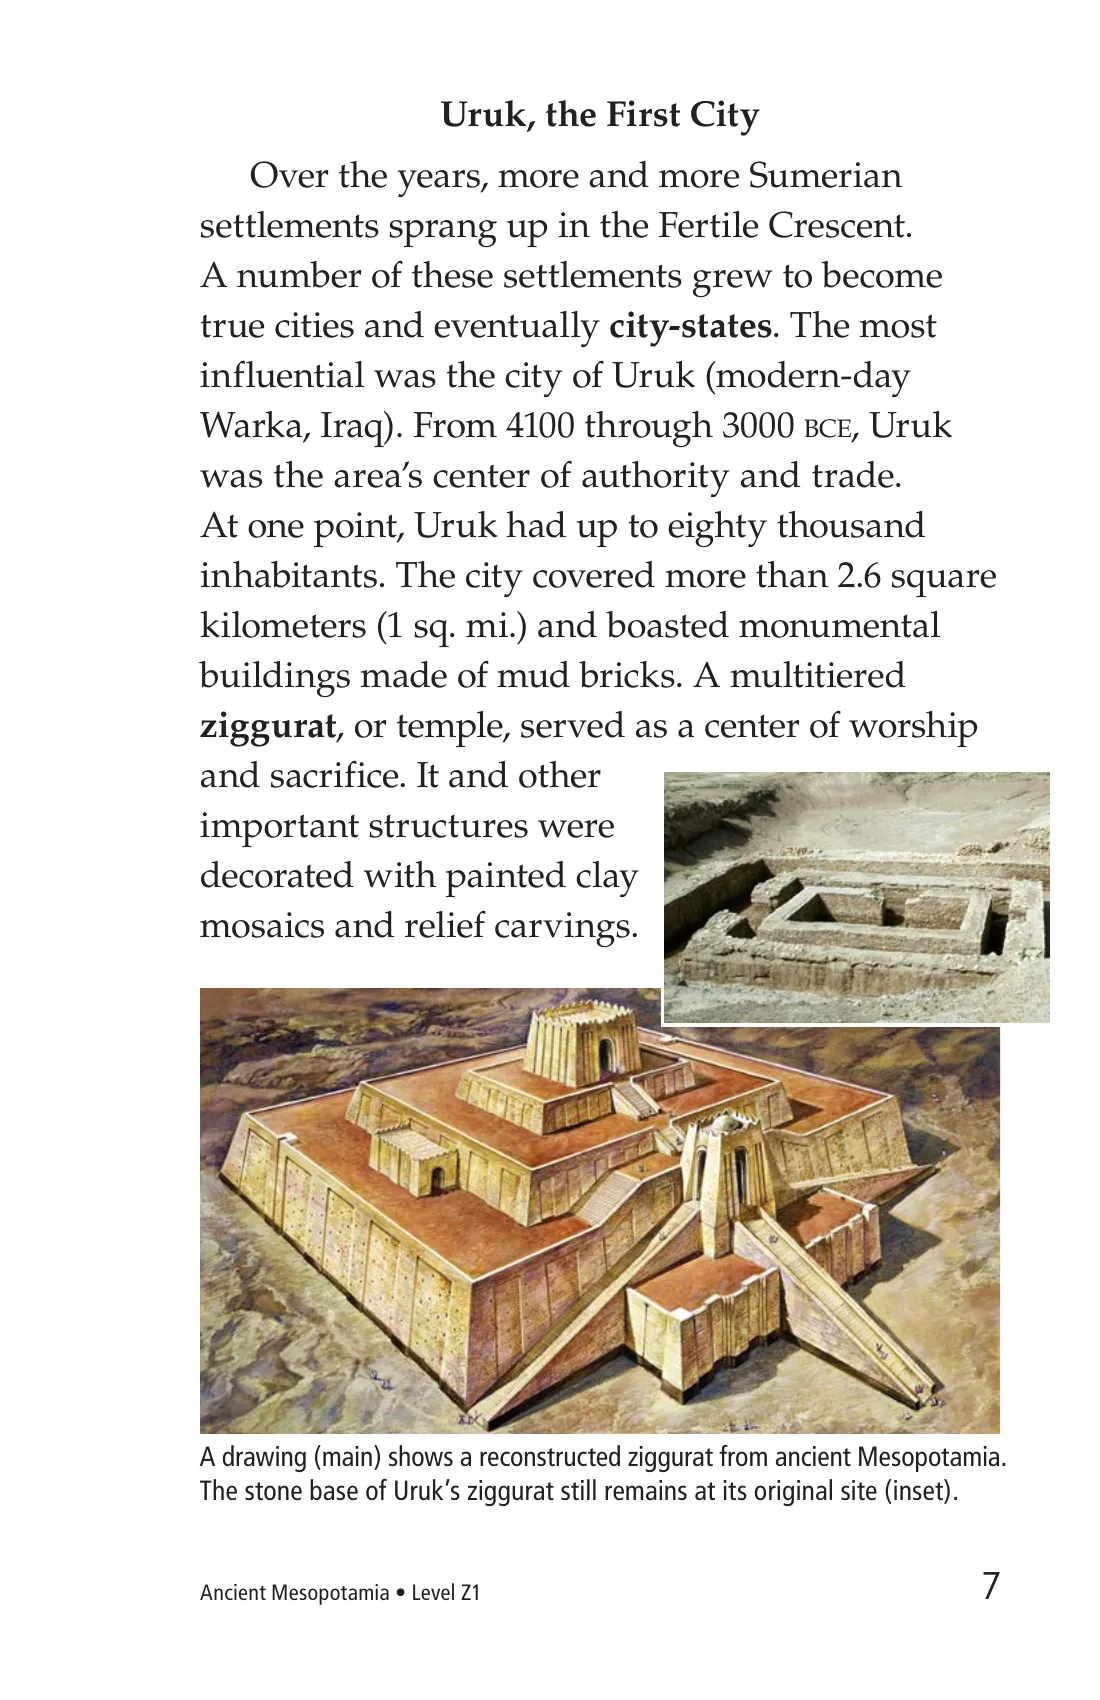 Uruk, the First City
Over the years, more and more Sumerian
settlements sprang up in the Fertile Crescent.
A number of these settlements grew to become
true cities and eventually city-states. The most
influential was the city of Uruk (modern-day
Warka, Iraq). From 4100 through 3000 BCE, Uruk
was the area’s center of authority and trade.
At one point, Uruk had up to eighty thousand
inhabitants. The city covered more than 2.6 square
kilometers (1 sq. mi.) and boasted monumental
buildings made of mud bricks. A multitiered
ziggurat, or temple, served as a center of worship
and sacrifice. It and other
important structures were
decorated with painted clay
mosaics and relief carvings.
A drawing (main) shows a reconstructed ziggurat from ancient Mesopotamia.
The stone base of Uruk’s ziggurat still remains at its original site (inset).
Ancient Mesopotamia • Level Z1
7